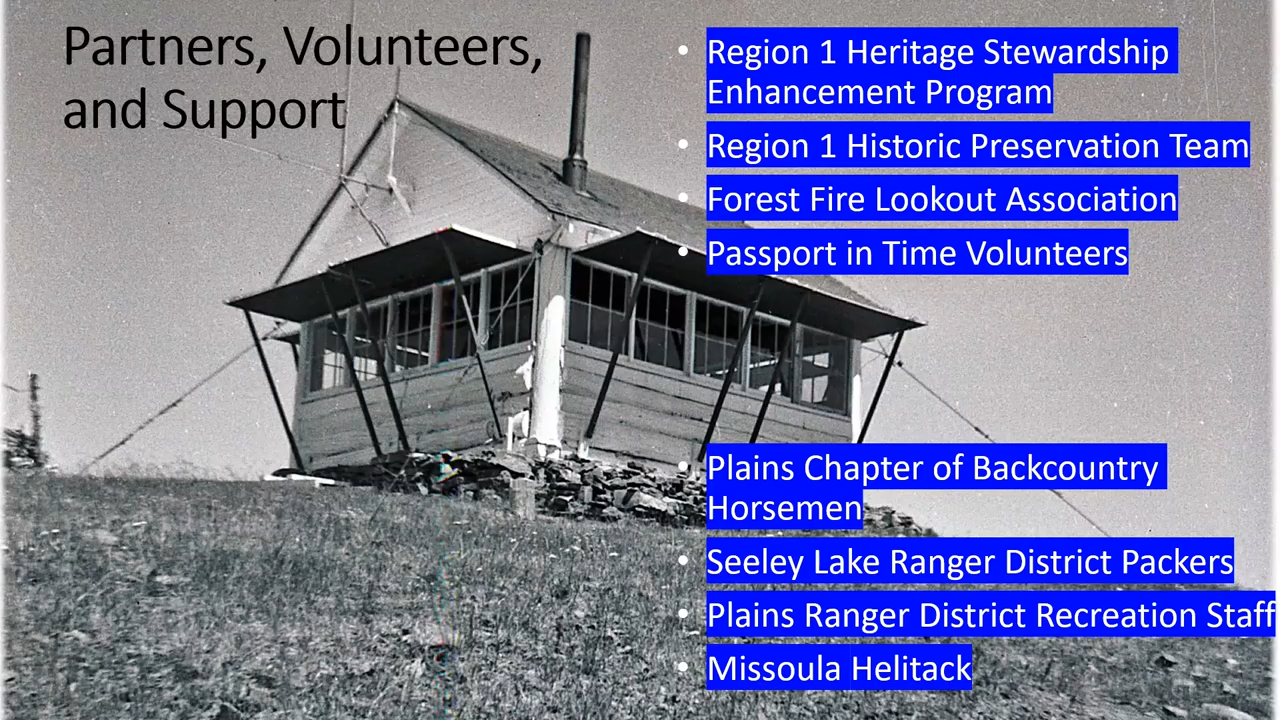 Partners, Volunteers,
and Support
• Region 1 Heritage Stewardship
Enhancement Program
• Region 1 Historic Preservation Team
• Forest Fire Lookout Association
• Passport in Time Volunteers
• Plains Chapter of Backcountry
Horsemen
• Seeley Lake Ranger District Packers
• Plains Ranger District Recreation Staff
• Missoula Helitack